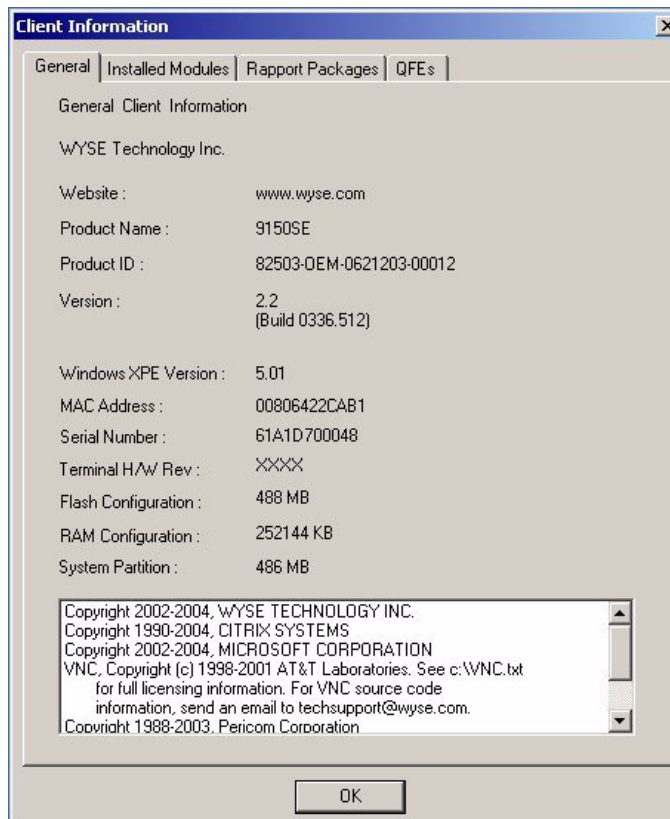 Client Information
General Installed Modules Rapport Packages QFEs
General Client Information
WYSE Technology Inc.
Website : www.wyse.com
Product Name : 9150SE
Product ID : 82503-OEM-0621203-00012
Version : 2.2
(Build 0336.512)
Windows XPE Version : 5.01
MAC Address : 00806422CAB1
Serial Number : 61A1D700048
Terminal H/W Rev : XXXX
Flash Configuration : 488 MB
RAM Configuration : 252144 KB
System Partition : 486 MB
Copyright 2002-2004, WYSE TECHNOLOGY INC.
Copyright 1990-2004, CITRIX SYSTEMS
Copyright 2002-2004, MICROSOFT CORPORATION
VNC, Copyright (c) 1998-2001 AT&T Laboratories. See c:\VNC.txt
for full licensing information. For VNC source code
information, send an email to techsupport@wyse.com.
Copyright 1988-2003, Pericom Corporation
OK